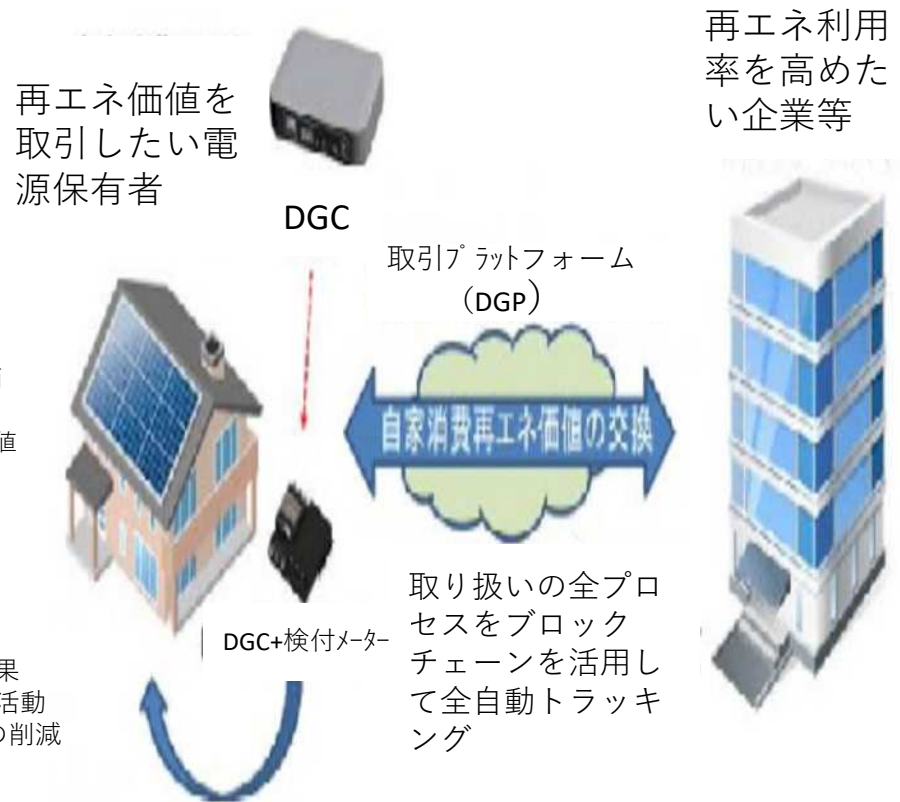 再エネ価値を
取引したい電
源保有者
DGC
再エネ利用
率を高めた
い企業等
取引プラットフォーム
(DGP)
自家消費再エネ価値の交換
値
DGC+検付メーター
取り扱いの全プロ
セスをブロック
チェーンを活用し
て全自動トラッキ
ング
果
活動
の削減